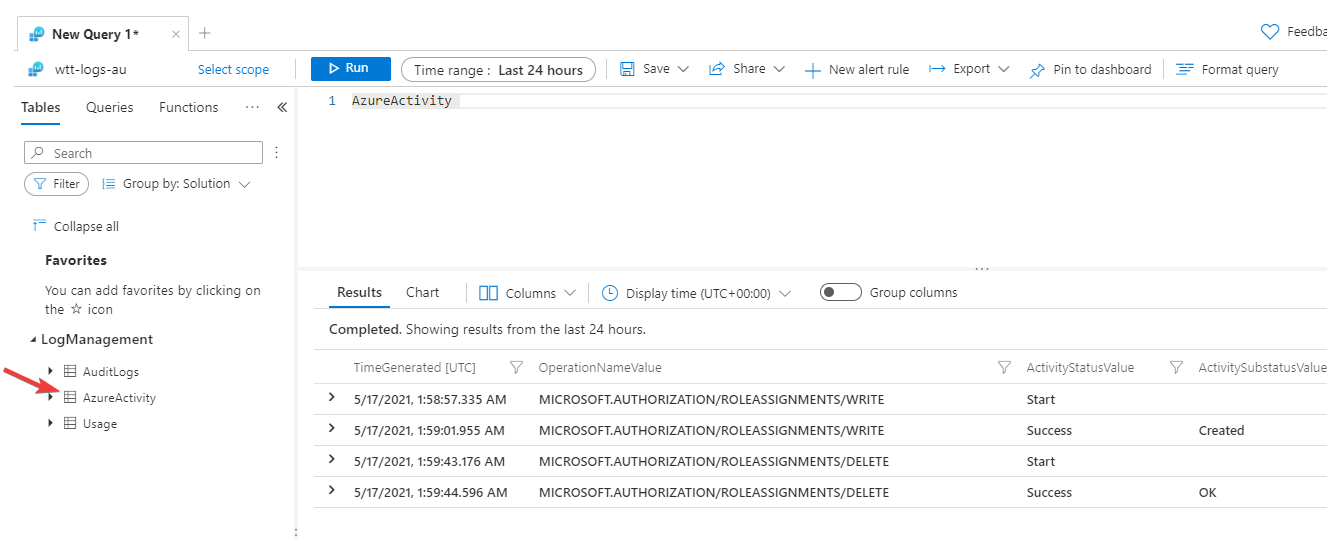 New Query 1*
Feedba
wtt-logs-au
Select scope
Run
Time range : Last 24 hours
Save
Share
New alert rule
Export
Pin to dashboard
Format query
Tables
Queries
Functions
1 AzureActivity
Search
Filter
Group by: Solution
Collapse all
Favorites
You can add favorites by clicking on
the ☆ icon
LogManagement
AuditLogs
AzureActivity
Usage
Results
Chart
Columns
Display time (UTC+00:00)
Group columns
Completed. Showing results from the last 24 hours.
TimeGenerated [UTC] OperationNameValue ActivityStatusValue ActivitySubstatusValue
5/17/2021, 1:58:57.335 AM MICROSOFT.AUTHORIZATION/ROLEASSIGNMENTS/WRITE Start
5/17/2021, 1:59:01.955 AM MICROSOFT.AUTHORIZATION/ROLEASSIGNMENTS/WRITE Success Created
5/17/2021, 1:59:43.176 AM MICROSOFT.AUTHORIZATION/ROLEASSIGNMENTS/DELETE Start
5/17/2021, 1:59:44.596 AM MICROSOFT.AUTHORIZATION/ROLEASSIGNMENTS/DELETE Success OK